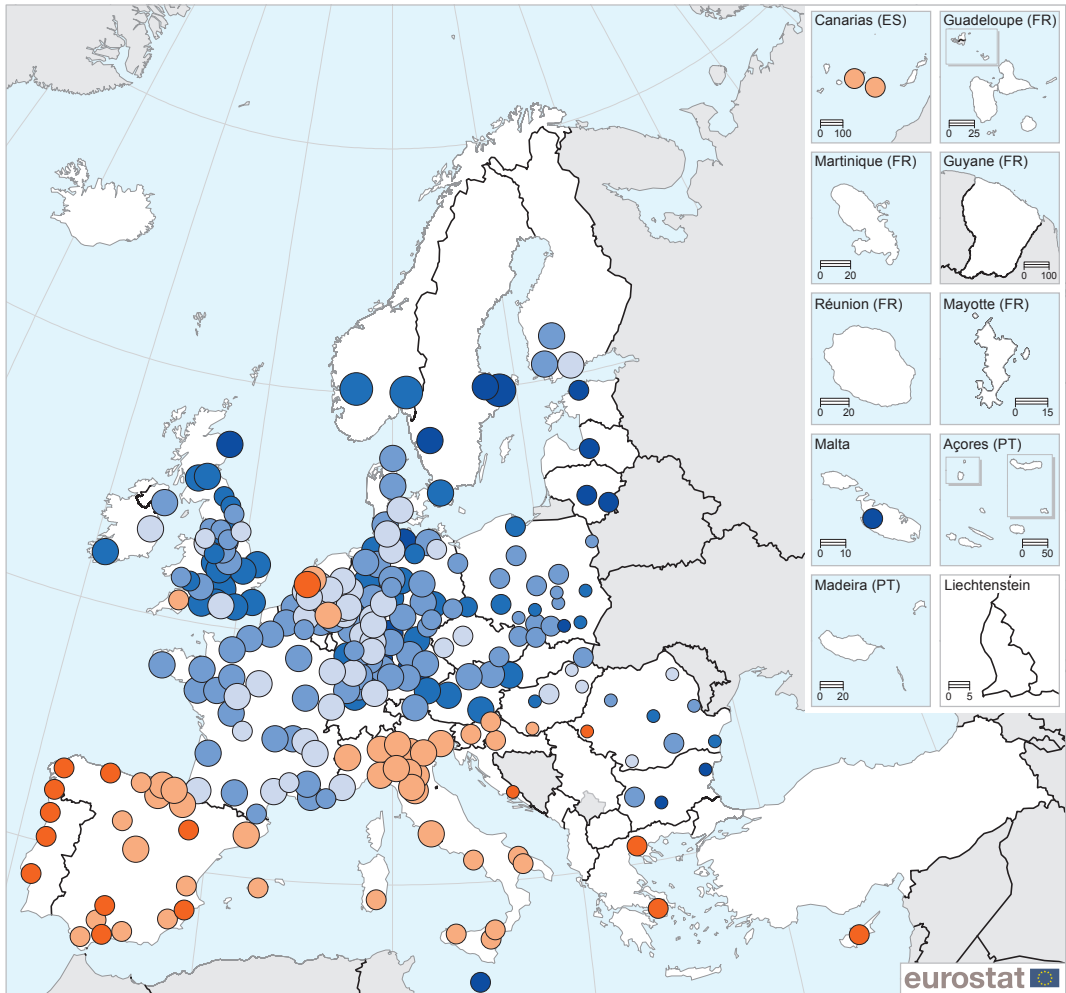 Canarias (ES)
0 100
Guadeloupe (FR)
0 25
Martinique (FR)
0 20
Guyane (FR)
0 100
Réunion (FR)
0 20
Mayotte (FR)
0 15
Malta
0 10
Açores (PT)
0 50
Madeira (PT)
0 20
Liechtenstein
0 5
eurostat